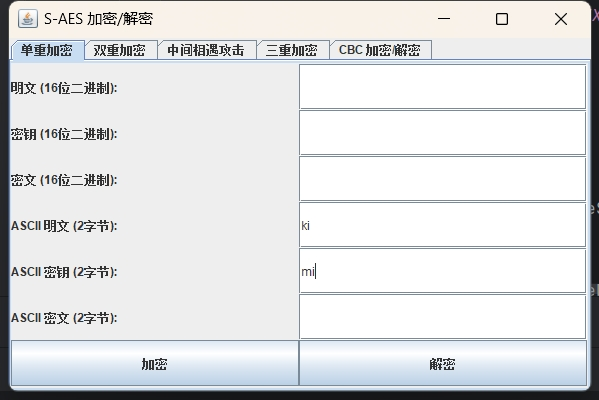 S-AES 加密/解密
单重加密 双重加密 中间相遇攻击 三重加密 CBC 加密/解密
明文 (16位二进制):
密钥 (16位二进制):
密文 (16位二进制):
ASCII 明文 (2字节): ki
ASCII 密钥 (2字节): mi
ASCII 密文 (2字节):
加密 解密